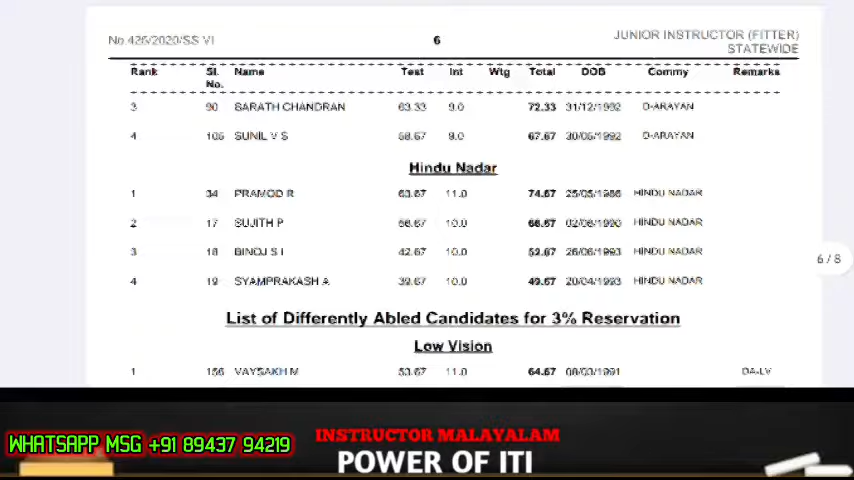 No.426/2020/SS VI 6 JUNIOR INSTRUCTOR (FITTER)
STATEWIDE
Rank Sl. No. Name Test Int Wtg Total DOB Commy Remarks
3 90 SARATH CHANDRAN 63.33 9.0 72.33 31/12/1992 D-ARAYAN
4 105 SUNIL V S 58.67 9.0 67.67 30/05/1992 D-ARAYAN
Hindu Nadar
1 34 PRAMOD R 63.67 11.0 74.67 25/05/1986 HINDU NADAR
2 17 SUJITH P 56.67 10.0 66.67 02/06/1990 HINDU NADAR
3 18 BINOJ S I 42.67 10.0 52.67 26/06/1993 HINDU NADAR
4 19 SYAMPRAKASH A 39.67 10.0 49.67 20/04/1993 HINDU NADAR
6 / 8
List of Differently Abled Candidates for 3% Reservation
Low Vision
1 156 VAYSAKH M 53.67 11.0 64.67 08/03/1991 DA-LV
WHATSAPP MSG +91 89437 94219
INSTRUCTOR MALAYALAM
POWER OF ITI